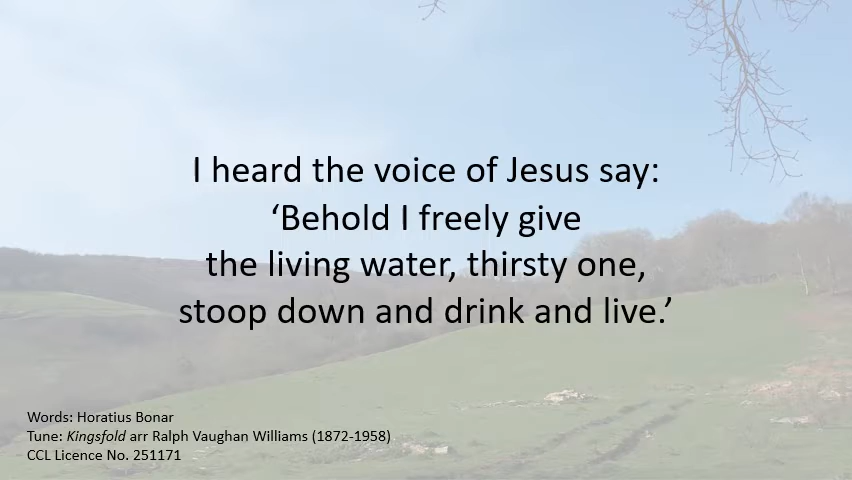 I heard the voice of Jesus say:
‘Behold I freely give
the living water, thirsty one,
stoop down and drink and live.’
Words: Horatius Bonar
Tune: Kingsfold arr Ralph Vaughan Williams (1872-1958)
CCL Licence No. 251171